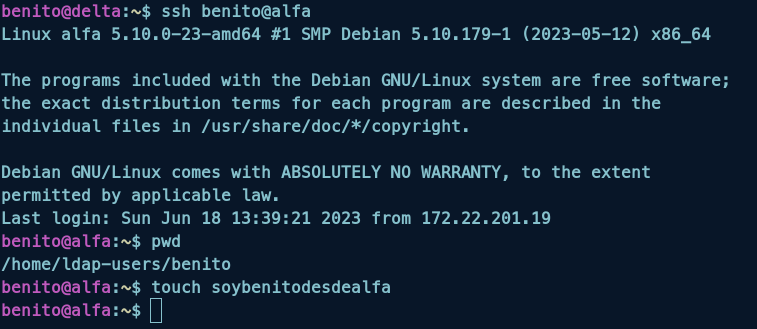 benito@delta:~$ ssh benito@alfa
Linux alfa 5.10.0-23-amd64 #1 SMP Debian 5.10.179-1 (2023-05-12) x86_64

The programs included with the Debian GNU/Linux system are free software;
the exact distribution terms for each program are described in the
individual files in /usr/share/doc/*/copyright.

Debian GNU/Linux comes with ABSOLUTELY NO WARRANTY, to the extent
permitted by applicable law.
Last login: Sun Jun 18 13:39:21 2023 from 172.22.201.19
benito@alfa:~$ pwd
/home/ldap-users/benito
benito@alfa:~$ touch soybenitodesdealfa
benito@alfa:~$